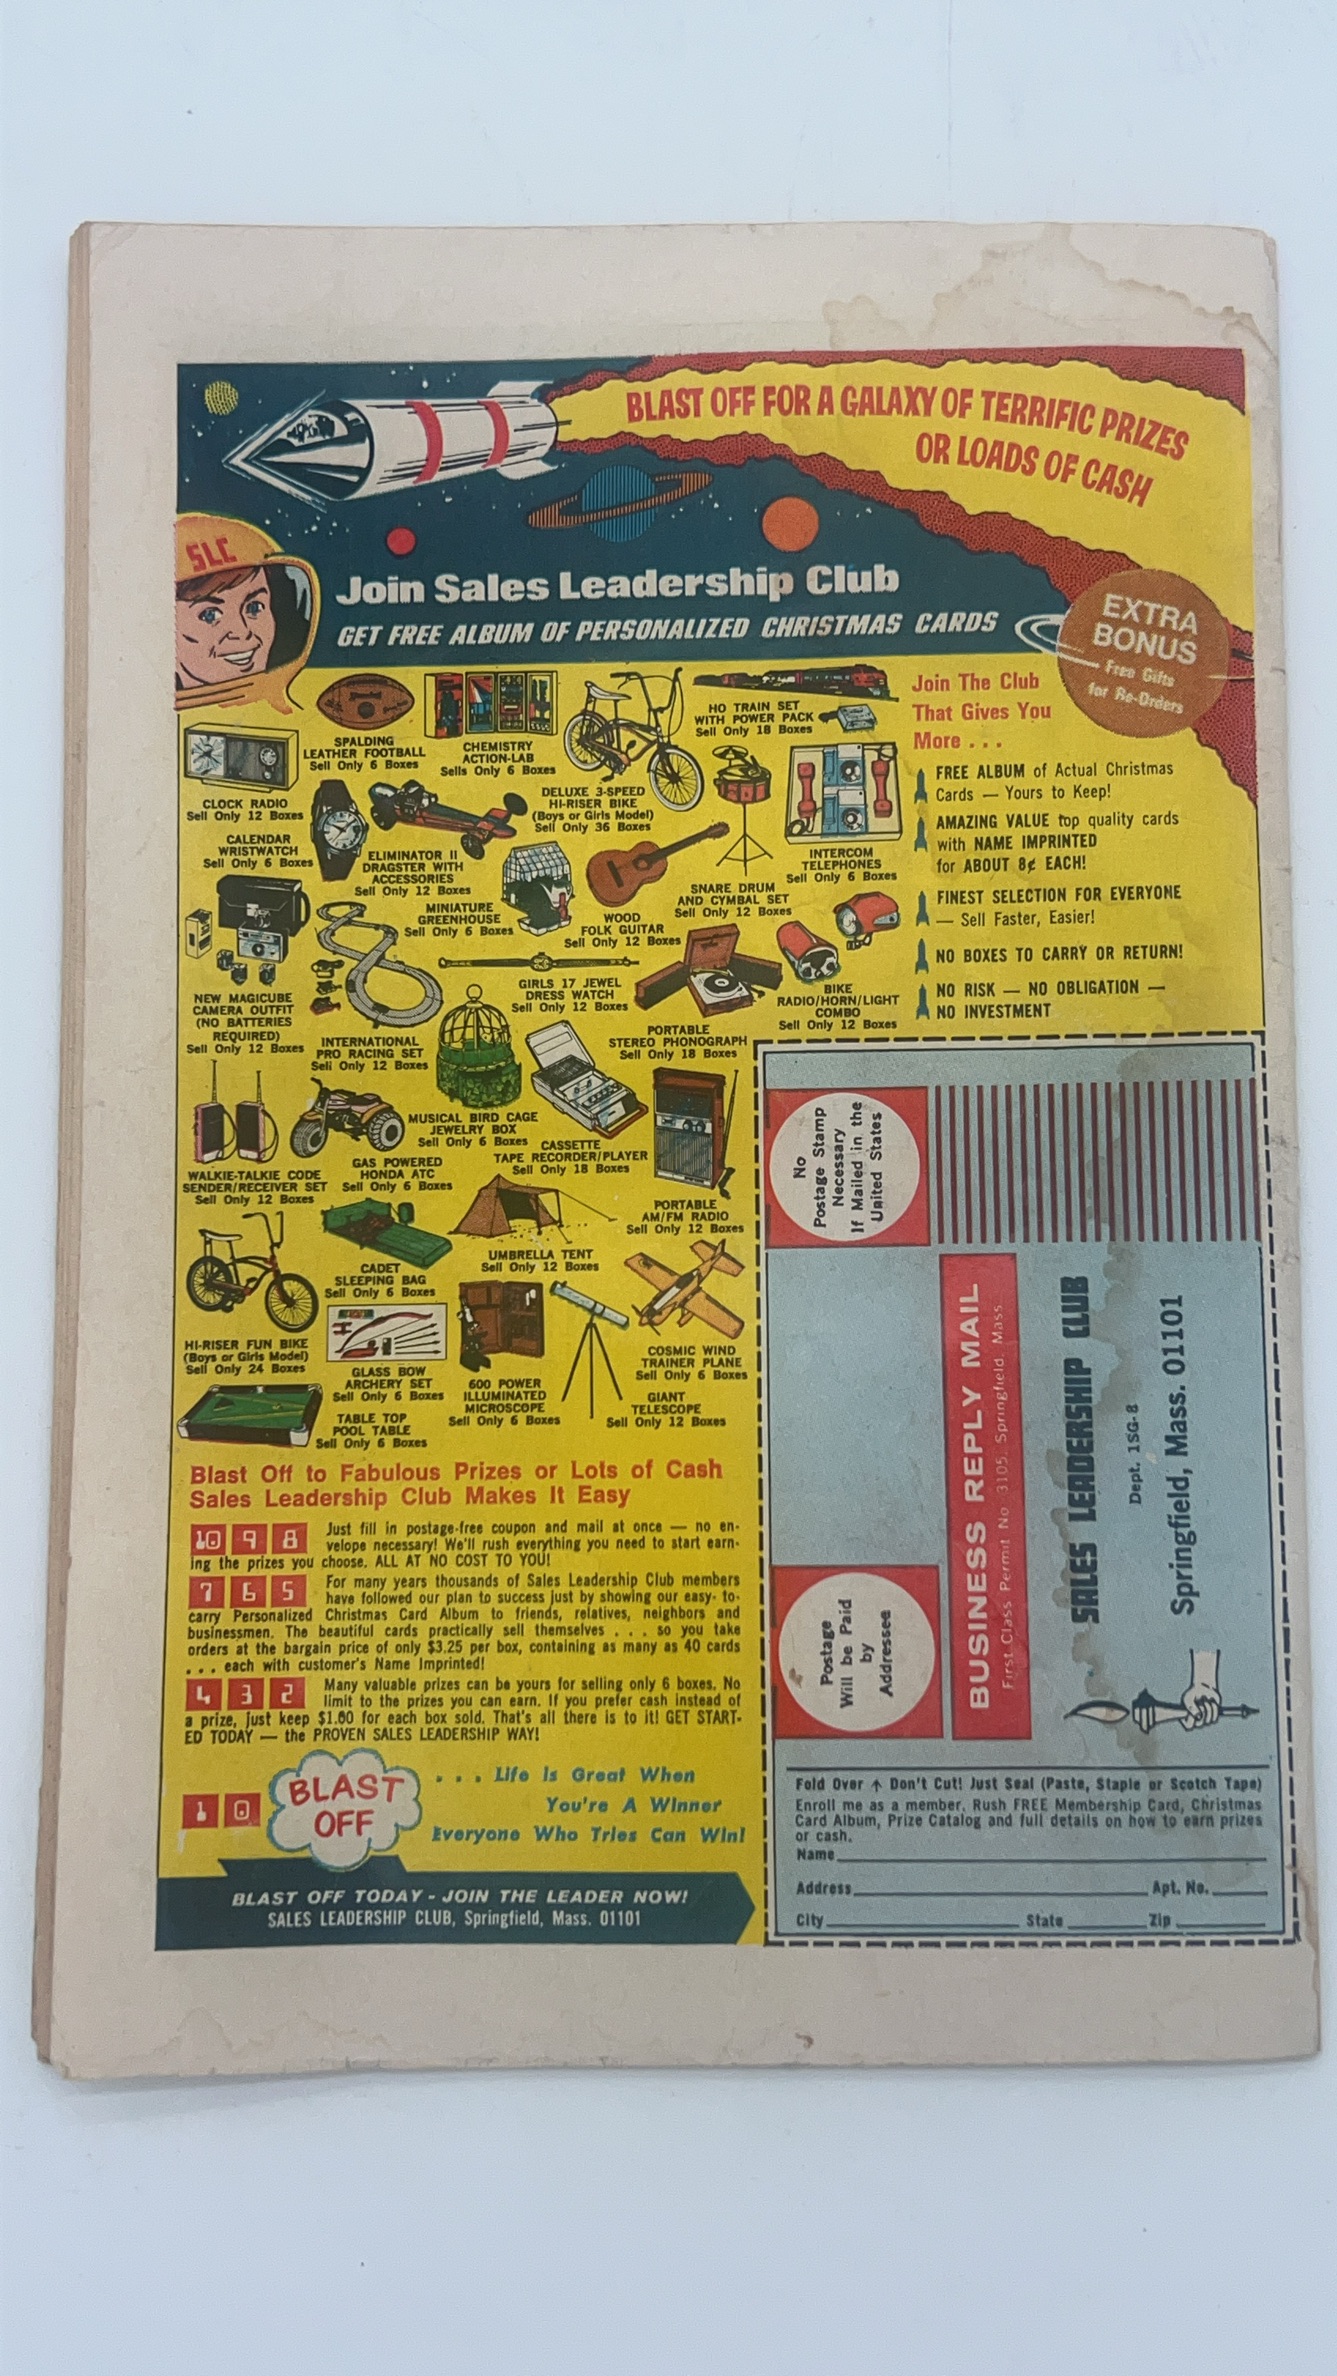 BLAST OFF FOR A GALAXY OF TERRIFIC PRIZES
OR LOADS OF CASH
SLC
Join Sales Leadership Club
GET FREE ALBUM OF PERSONALIZED CHRISTMAS CARDS
EXTRA
BONUS
Free Gifts
for Re-Orders
SPALDING
LEATHER FOOTBALL
Sell Only 6 Boxes
CHEMISTRY
ACTION-LAB
Sells Only 6 Boxes
DELUXE 3-SPEED
HI-RISER BIKE
(Boys or Girls Model)
Sell Only 36 Boxes
HO TRAIN SET
WITH POWER PACK
Sell Only 18 Boxes
CLOCK RADIO
Sell Only 12 Boxes
CALENDAR
WRISTWATCH
Sell Only 6 Boxes
ELIMINATOR II
DRAGSTER WITH
ACCESSORIES
Sell Only 12 Boxes
MINIATURE
GREENHOUSE
Sell Only 6 Boxes
WOOD
FOLK GUITAR
Sell Only 12 Boxes
SNARE DRUM
AND CYMBAL SET
Sell Only 12 Boxes
INTERCOM
TELEPHONES
Sell Only 6 Boxes
NEW MAGICUBE
CAMERA OUTFIT
(NO BATTERIES
REQUIRED)
Sell Only 12 Boxes
INTERNATIONAL
PRO RACING SET
Sell Only 12 Boxes
GIRLS 17 JEWEL
DRESS WATCH
Sell Only 12 Boxes
PORTABLE
STEREO PHONOGRAPH
Sell Only 18 Boxes
BIKE
RADIO/HORN/LIGHT
COMBO
Sell Only 12 Boxes
WALKIE-TALKIE CODE
SENDER/RECEIVER SET
Sell Only 12 Boxes
GAS POWERED
HONDA ATC
Sell Only 6 Boxes
MUSICAL BIRD CAGE
JEWELRY BOX
Sell Only 6 Boxes
CASSETTE
TAPE RECORDER/PLAYER
Sell Only 18 Boxes
PORTABLE
AM/FM RADIO
Sell Only 12 Boxes
HI-RISER FUN BIKE
(Boys or Girls Model)
Sell Only 24 Boxes
CADET
SLEEPING BAG
Sell Only 6 Boxes
UMBRELLA TENT
Sell Only 12 Boxes
COSMIC WIND
TRAINER PLANE
Sell Only 6 Boxes
GLASS BOW
ARCHERY SET
Sell Only 6 Boxes
600 POWER
ILLUMINATED
MICROSCOPE
Sell Only 6 Boxes
GIANT
TELESCOPE
Sell Only 12 Boxes
TABLE TOP
POOL TABLE
Sell Only 6 Boxes
Join The Club
That Gives You
More . . .
FREE ALBUM of Actual Christmas
Cards — Yours to Keep!
AMAZING VALUE top quality cards
with NAME IMPRINTED
for ABOUT 8¢ EACH!
FINEST SELECTION FOR EVERYONE
— Sell Faster, Easier!
NO BOXES TO CARRY OR RETURN!
NO RISK — NO OBLIGATION —
NO INVESTMENT
Blast Off to Fabulous Prizes or Lots of Cash
Sales Leadership Club Makes It Easy
10 9 8 Just fill in postage-free coupon and mail at once — no en-
velope necessary! We'll rush everything you need to start earn-
ing the prizes you choose. ALL AT NO COST TO YOU!
7 6 5 For many years thousands of Sales Leadership Club members
have followed our plan to success just by showing our easy- to-
carry Personalized Christmas Card Album to friends, relatives, neighbors and
businessmen. The beautiful cards practically sell themselves . . . so you take
orders at the bargain price of only $3.25 per box, containing as many as 40 cards
. . . each with customer's Name Imprinted!
4 3 2 Many valuable prizes can be yours for selling only 6 boxes. No
limit to the prizes you can earn. If you prefer cash instead of
a prize, just keep $1.00 for each box sold. That's all there is to it! GET START-
ED TODAY — the PROVEN SALES LEADERSHIP WAY!
1 0
BLAST
OFF
. . . Life Is Great When
You're A Winner
Everyone Who Tries Can Win!
BLAST OFF TODAY - JOIN THE LEADER NOW!
SALES LEADERSHIP CLUB, Springfield, Mass. 01101
No
Postage Stamp
Necessary
If Mailed in the
United States
Postage
Will be Paid
by
Addressee
BUSINESS REPLY MAIL
First Class Permit No 3105, Springfield, Mass.
SALES LEADERSHIP CLUB
Dept. 1SG-8
Springfield, Mass. 01101
Fold Over ↑ Don't Cut! Just Seal (Paste, Staple or Scotch Tape)
Enroll me as a member. Rush FREE Membership Card, Christmas
Card Album, Prize Catalog and full details on how to earn prizes
or cash.
Name
Address Apt. No.
City State Zip